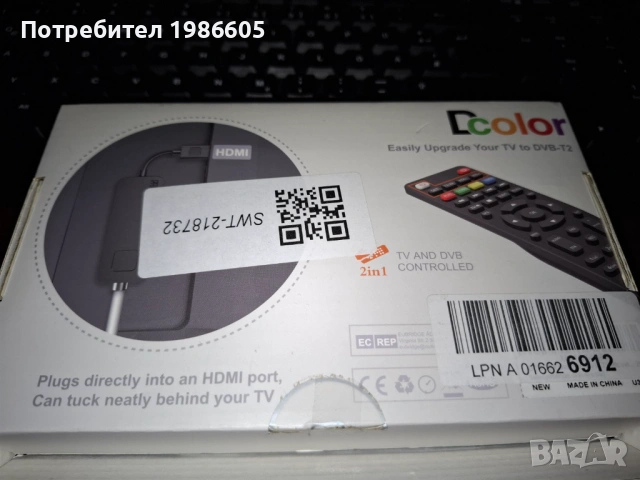 Потребител 1986605
Dcolor
Easily Upgrade Your TV to DVB-T2
HDMI
SWT-218732
2in1
TV AND DVB
CONTROLLED
EC REP
LPN A 01662 6912
NEW MADE IN CHINA
Plugs directly into an HDMI port,
Can tuck neatly behind your TV
BAZAR